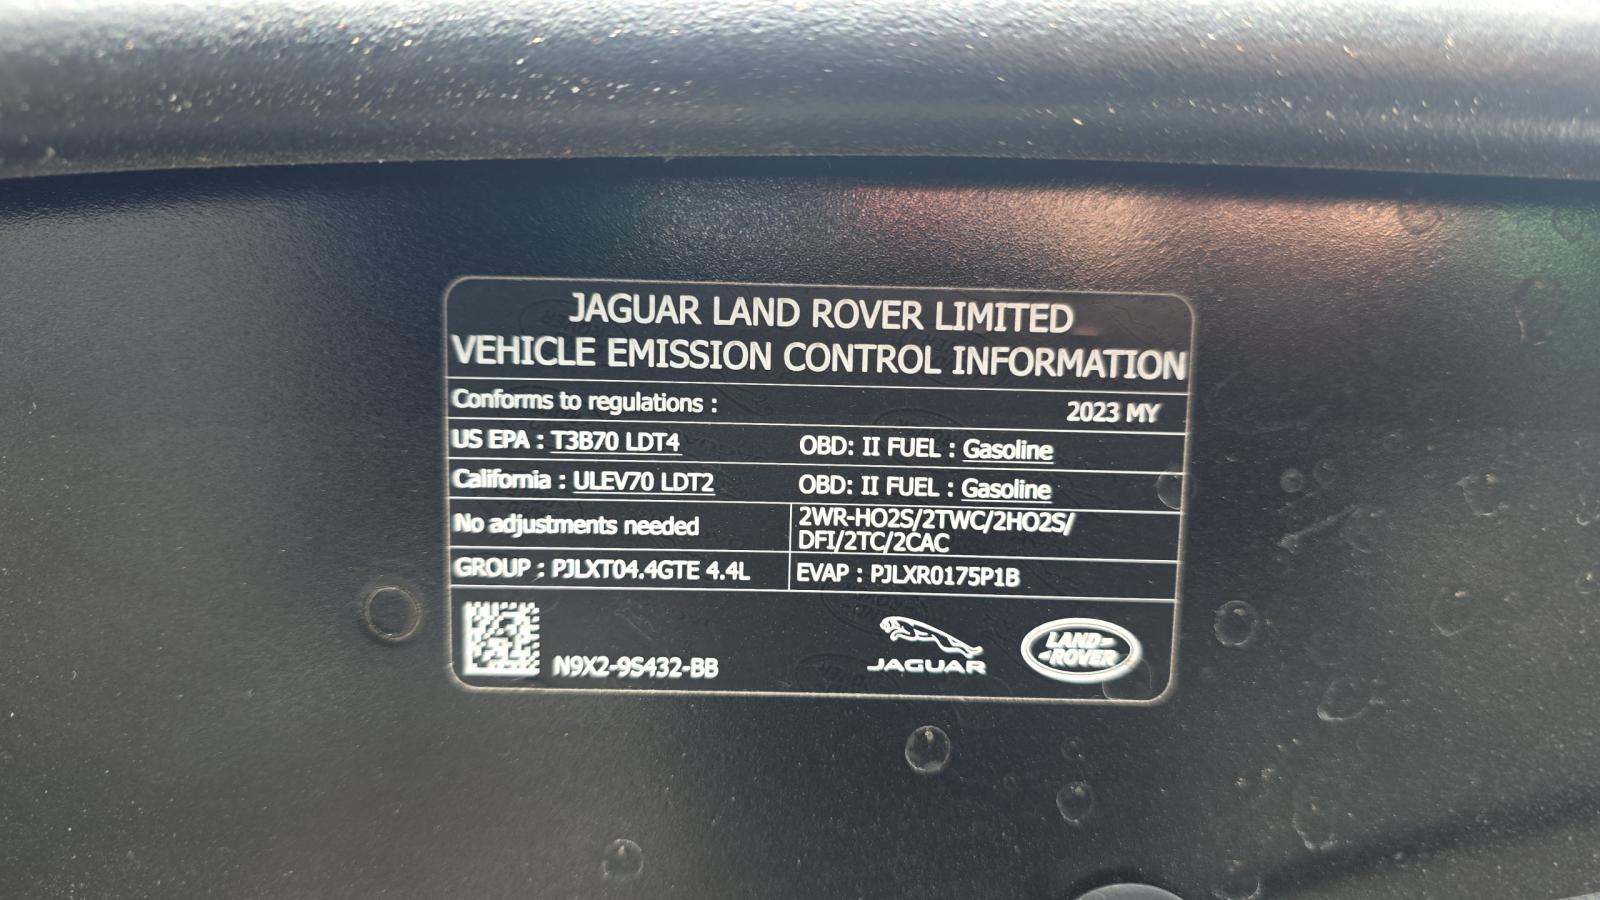 JAGUAR LAND ROVER LIMITED
VEHICLE EMISSION CONTROL INFORMATION
Conforms to regulations : 2023 MY
US EPA : T3B70 LDT4 OBD: II FUEL : Gasoline
California : ULEV70 LDT2 OBD: II FUEL : Gasoline
No adjustments needed
2WR-HO2S/2TWC/2HO2S/
DFI/2TC/2CAC
GROUP : PJLXT04.4GTE 4.4L EVAP : PJLXR0175P1B
N9X2-9S432-BB
JAGUAR
LAND-
-ROVER